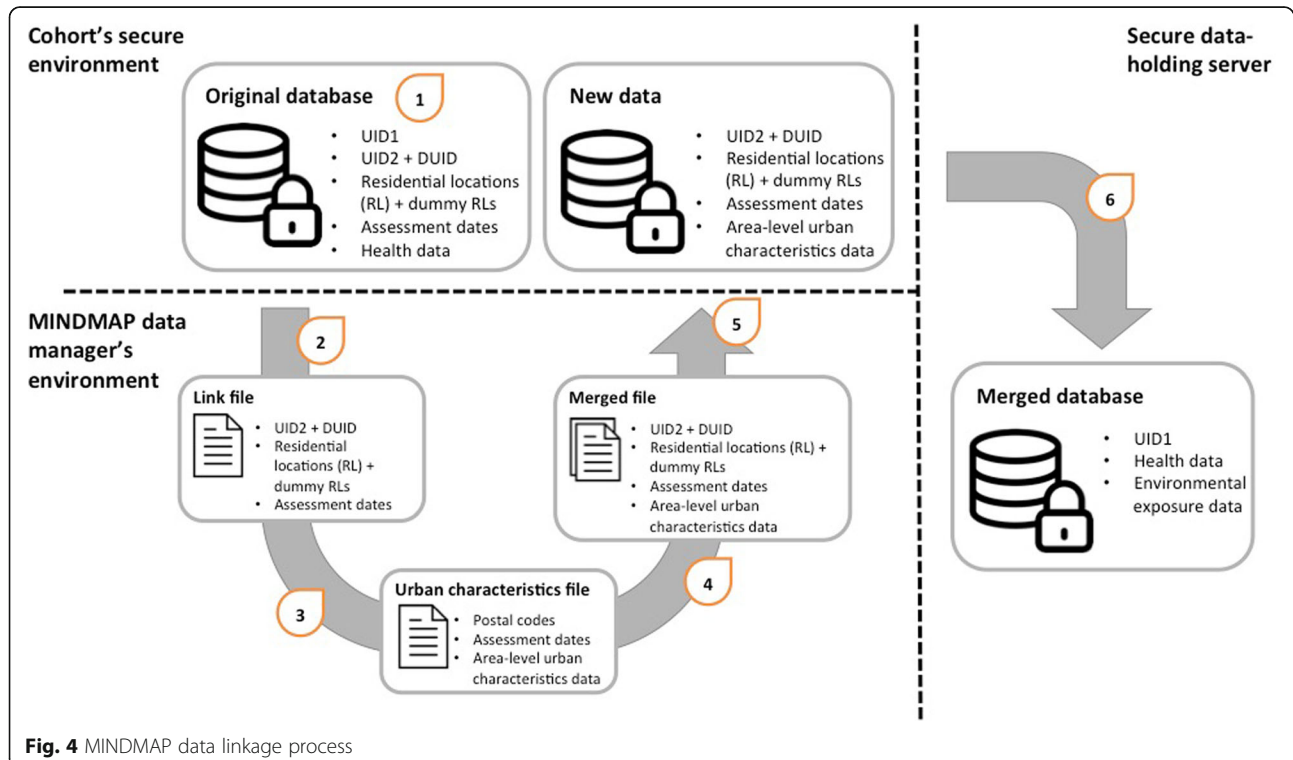 Cohort's secure
environment
Original database
1
• UID1
• UID2 + DUID
• Residential locations
(RL) + dummy RLs
• Assessment dates
• Health data
New data
• UID2 + DUID
• Residential locations
(RL) + dummy RLs
• Assessment dates
• Area-level urban
characteristics data
Secure data-
holding server
6
MINDMAP data
manager's
environment
2
Link file
• UID2 + DUID
• Residential
locations (RL) +
dummy RLs
• Assessment dates
3
Urban characteristics file
• Postal codes
• Assessment dates
• Area-level urban
characteristics data
4
Merged file
• UID2 + DUID
• Residential locations (RL) +
dummy RLs
• Assessment dates
• Area-level urban
characteristics data
5
Merged database
• UID1
• Health data
• Environmental
exposure data
Fig. 4 MINDMAP data linkage process